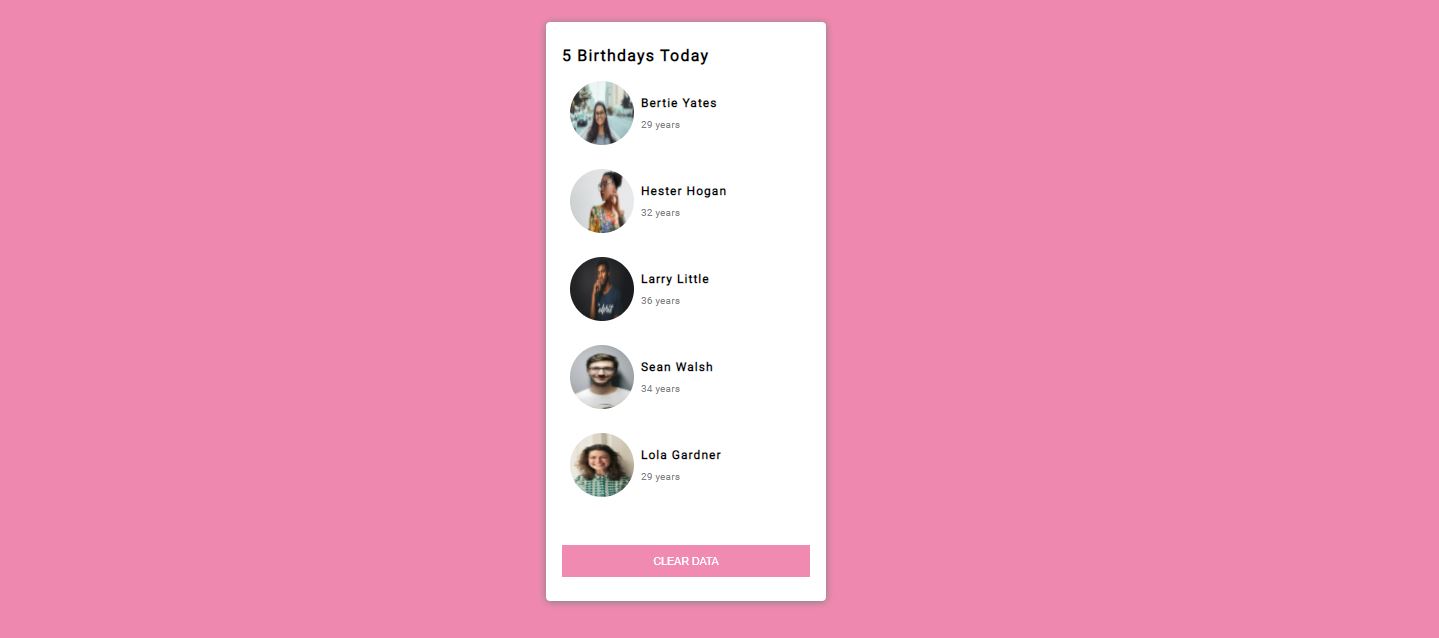 5 Birthdays Today
Bertie Yates
29 years
Hester Hogan
32 years
Larry Little
36 years
Sean Walsh
34 years
Lola Gardner
29 years
CLEAR DATA